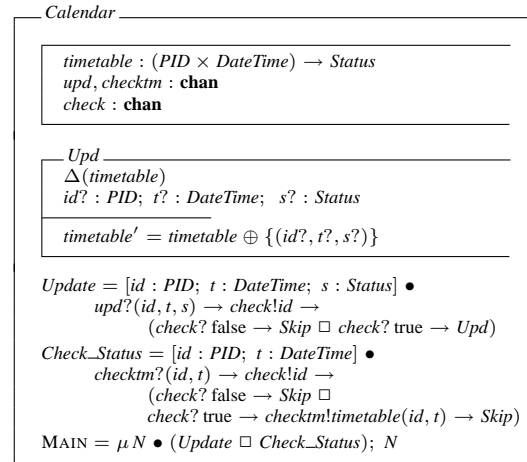 Calendar
timetable : (PID × DateTime) → Status
upd, checktm : chan
check : chan
Upd
Δ(timetable)
id? : PID; t? : DateTime; s? : Status
timetable′ = timetable ⊕ {(id?, t?, s?)}
Update = [id : PID; t : DateTime; s : Status] •
upd?(id, t, s) → check!id →
(check? false → Skip □ check? true → Upd)
Check_Status = [id : PID; t : DateTime] •
checktm?(id, t) → check!id →
(check? false → Skip □
check? true → checktm!timetable(id, t) → Skip)
MAIN = μ N • (Update □ Check_Status); N